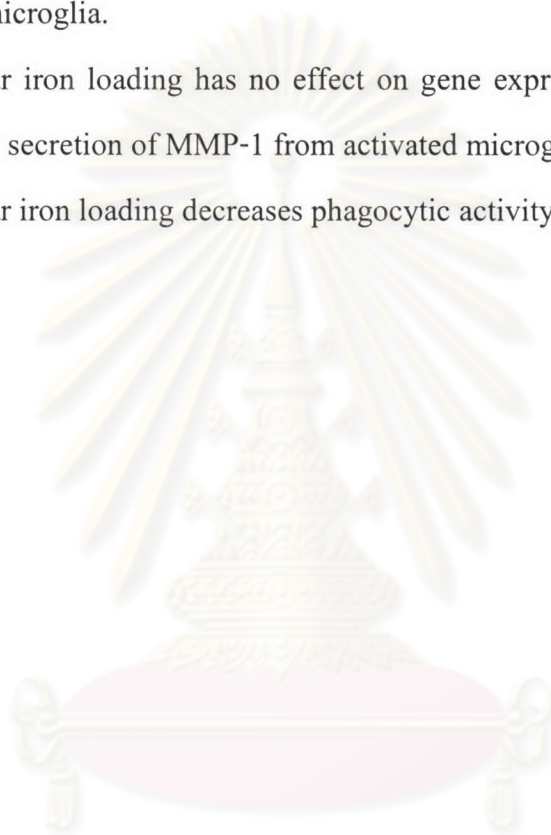 microglia.
r iron loading has no effect on gene expr
secretion of MMP-1 from activated microg
r iron loading decreases phagocytic activity